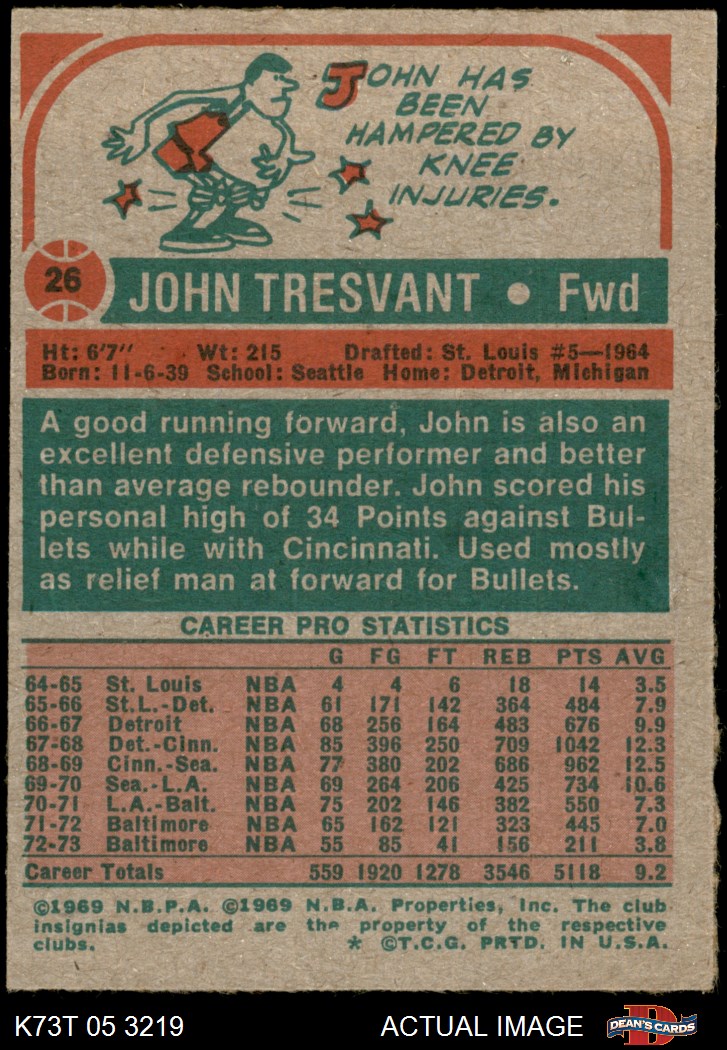 JOHN HAS
BEEN
HAMPERED BY
KNEE
INJURIES.
26
JOHN TRESVANT • Fwd
Ht: 6'7" Wt: 215 Drafted: St. Louis #5—1964
Born: 11-6-39 School: Seattle Home: Detroit, Michigan
A good running forward, John is also an
excellent defensive performer and better
than average rebounder. John scored his
personal high of 34 Points against Bul-
lets while with Cincinnati. Used mostly
as relief man at forward for Bullets.
CAREER PRO STATISTICS
G FG FT REB PTS AVG
64-65 St. Louis NBA 4 4 6 18 14 3.5
65-66 St.L.-Det. NBA 61 171 142 364 484 7.9
66-67 Detroit NBA 68 256 164 483 676 9.9
67-68 Det.-Cinn. NBA 85 396 250 709 1042 12.3
68-69 Cinn.-Sea. NBA 77 380 202 686 962 12.5
69-70 Sea.-L.A. NBA 69 264 206 425 734 10.6
70-71 L.A.-Balt. NBA 75 202 146 382 550 7.3
71-72 Baltimore NBA 65 162 121 323 445 7.0
72-73 Baltimore NBA 55 85 41 156 211 3.8
Career Totals 559 1920 1278 3546 5118 9.2
©1969 N.B.P.A. ©1969 N.B.A. Properties, Inc. The club
insignias depicted are the property of the respective
clubs. * ©T.C.G. PRTD. IN U.S.A.
K73T 05 3219 ACTUAL IMAGE DEAN'S CARDS